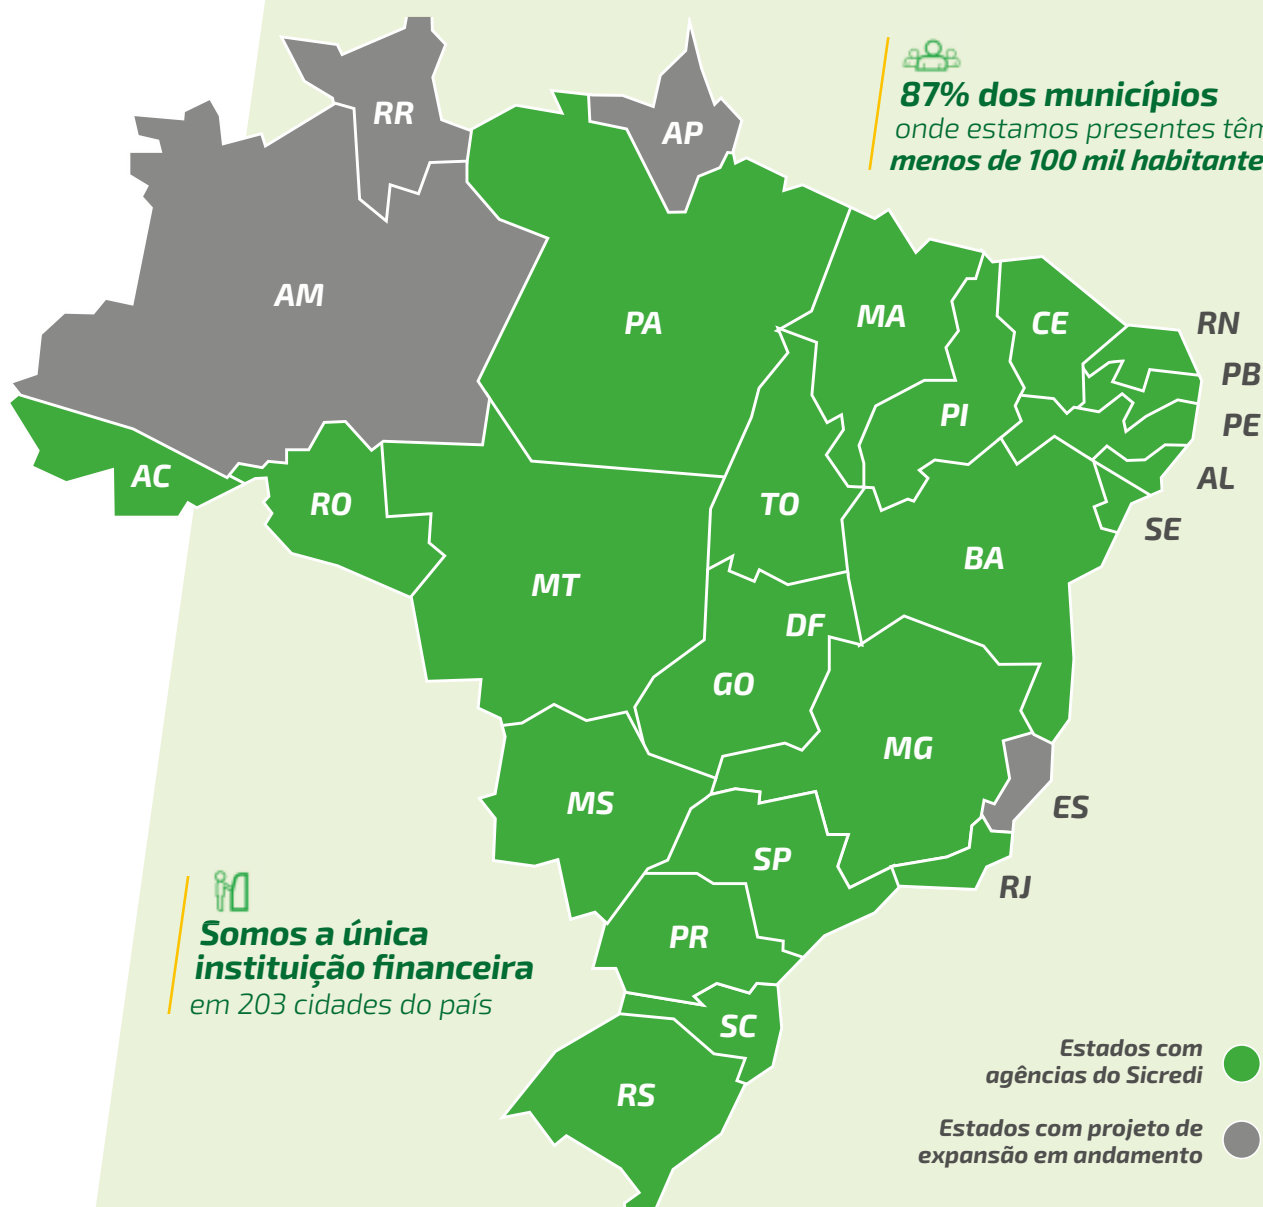 87% dos municípios
onde estamos presentes têm
menos de 100 mil habitante
RR
AP
AM
PA
MA
CE
RN
PB
PI
PE
AC
RO
TO
AL
SE
BA
MT
DF
GO
MG
MS
ES
SP
RJ
PR
SC
RS
Somos a única
instituição financeira
em 203 cidades do país
Estados com
agências do Sicredi
Estados com projeto de
expansão em andamento